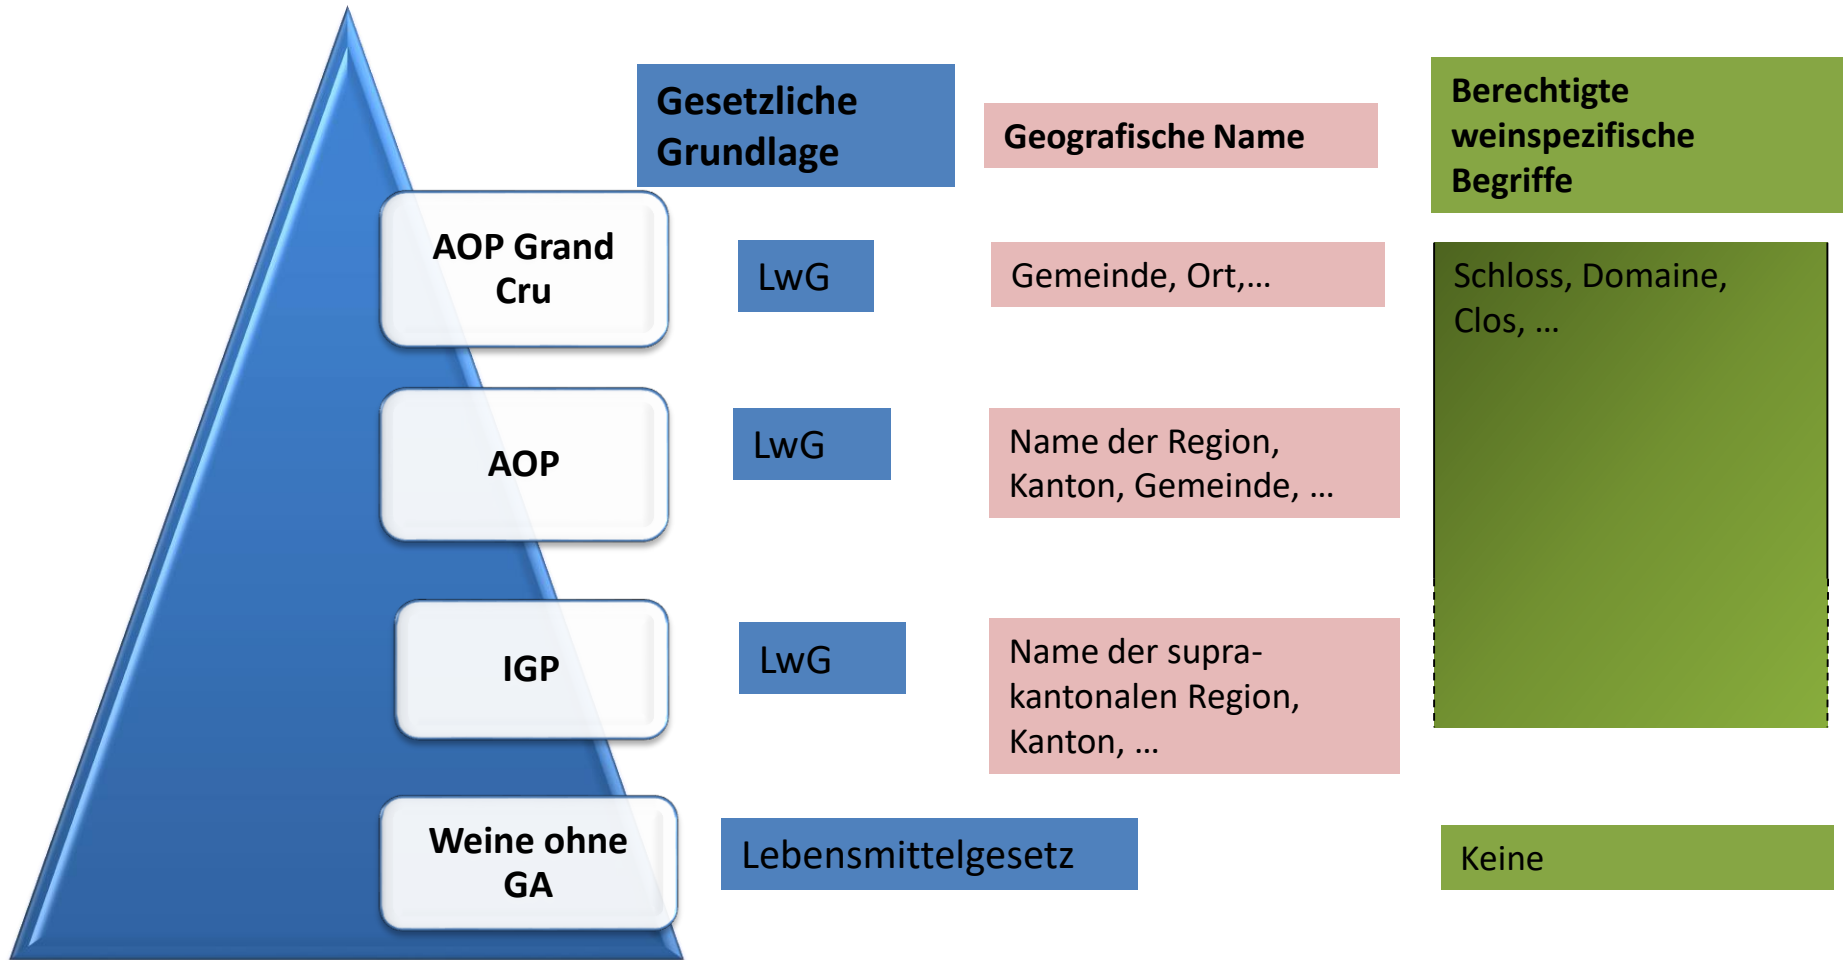 Gesetzliche
Grundlage
Geografische Name
Berechtigte
weinspezifische
Begriffe
AOP Grand
Cru
LwG
Gemeinde, Ort,...
Schloss, Domaine,
Clos, ...
AOP
LwG
Name der Region,
Kanton, Gemeinde, ...
IGP
LwG
Name der supra-
kantonalen Region,
Kanton, ...
Weine ohne
GA
Lebensmittelgesetz
Keine